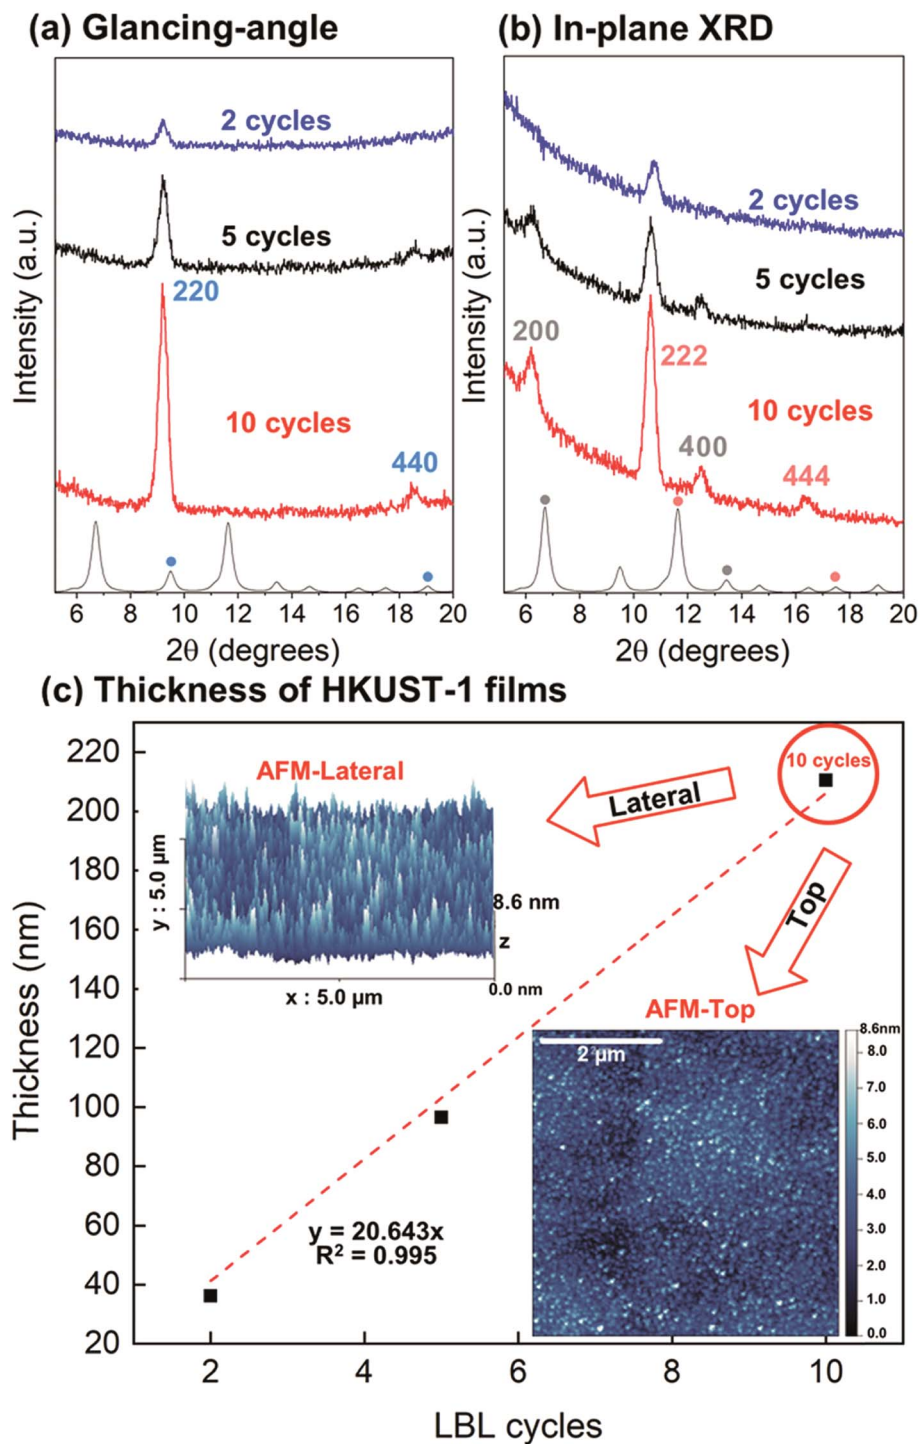 (a) Glancing-angle
(b) In-plane XRD
Intensity (a.u.)
2 cycles
5 cycles
220
10 cycles
440
6 8 10 12 14 16 18 20
2θ (degrees)
Intensity (a.u.)
2 cycles
5 cycles
200
222
10 cycles
400
444
6 8 10 12 14 16 18 20
2θ (degrees)
(c) Thickness of HKUST-1 films
Thickness (nm)
220
200
180
160
140
120
100
80
60
40
20
AFM-Lateral
y : 5.0 µm
x : 5.0 µm
8.6 nm
z
0.0 nm
Lateral
10 cycles
Top
AFM-Top
2 µm
8.6nm
8.0
7.0
6.0
5.0
4.0
3.0
2.0
1.0
0.0
y = 20.643x
R² = 0.995
2 4 6 8 10
LBL cycles